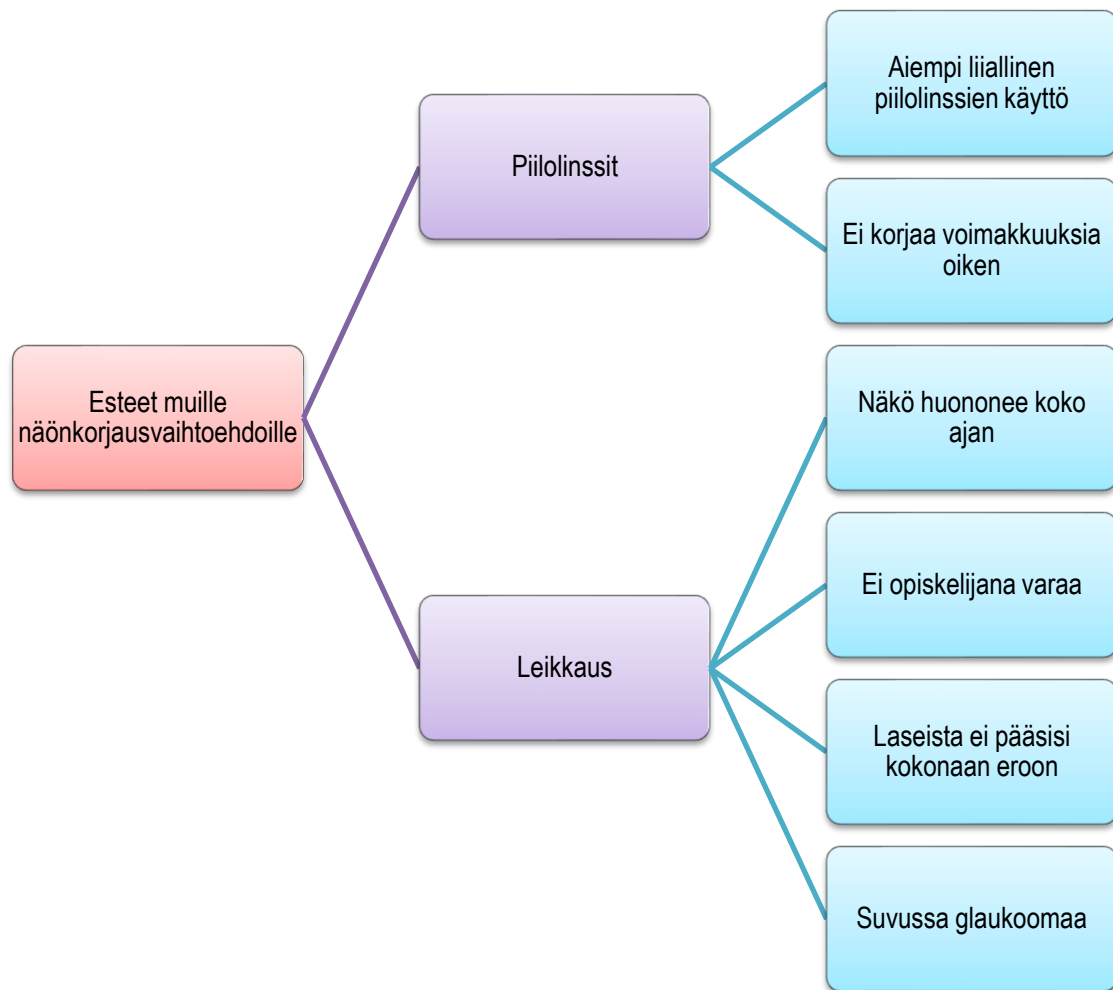 Esteet muille
näönkorjausvaihtoehdoille
Piilolinssit
Aiempi liiallinen
piilolinssien käyttö
Ei korjaa voimakkuuksia
oiken
Leikkaus
Näkö huononee koko
ajan
Ei opiskelijana varaa
Laseista ei pääsisi
kokonaan eroon
Suvussa glaukoomaa